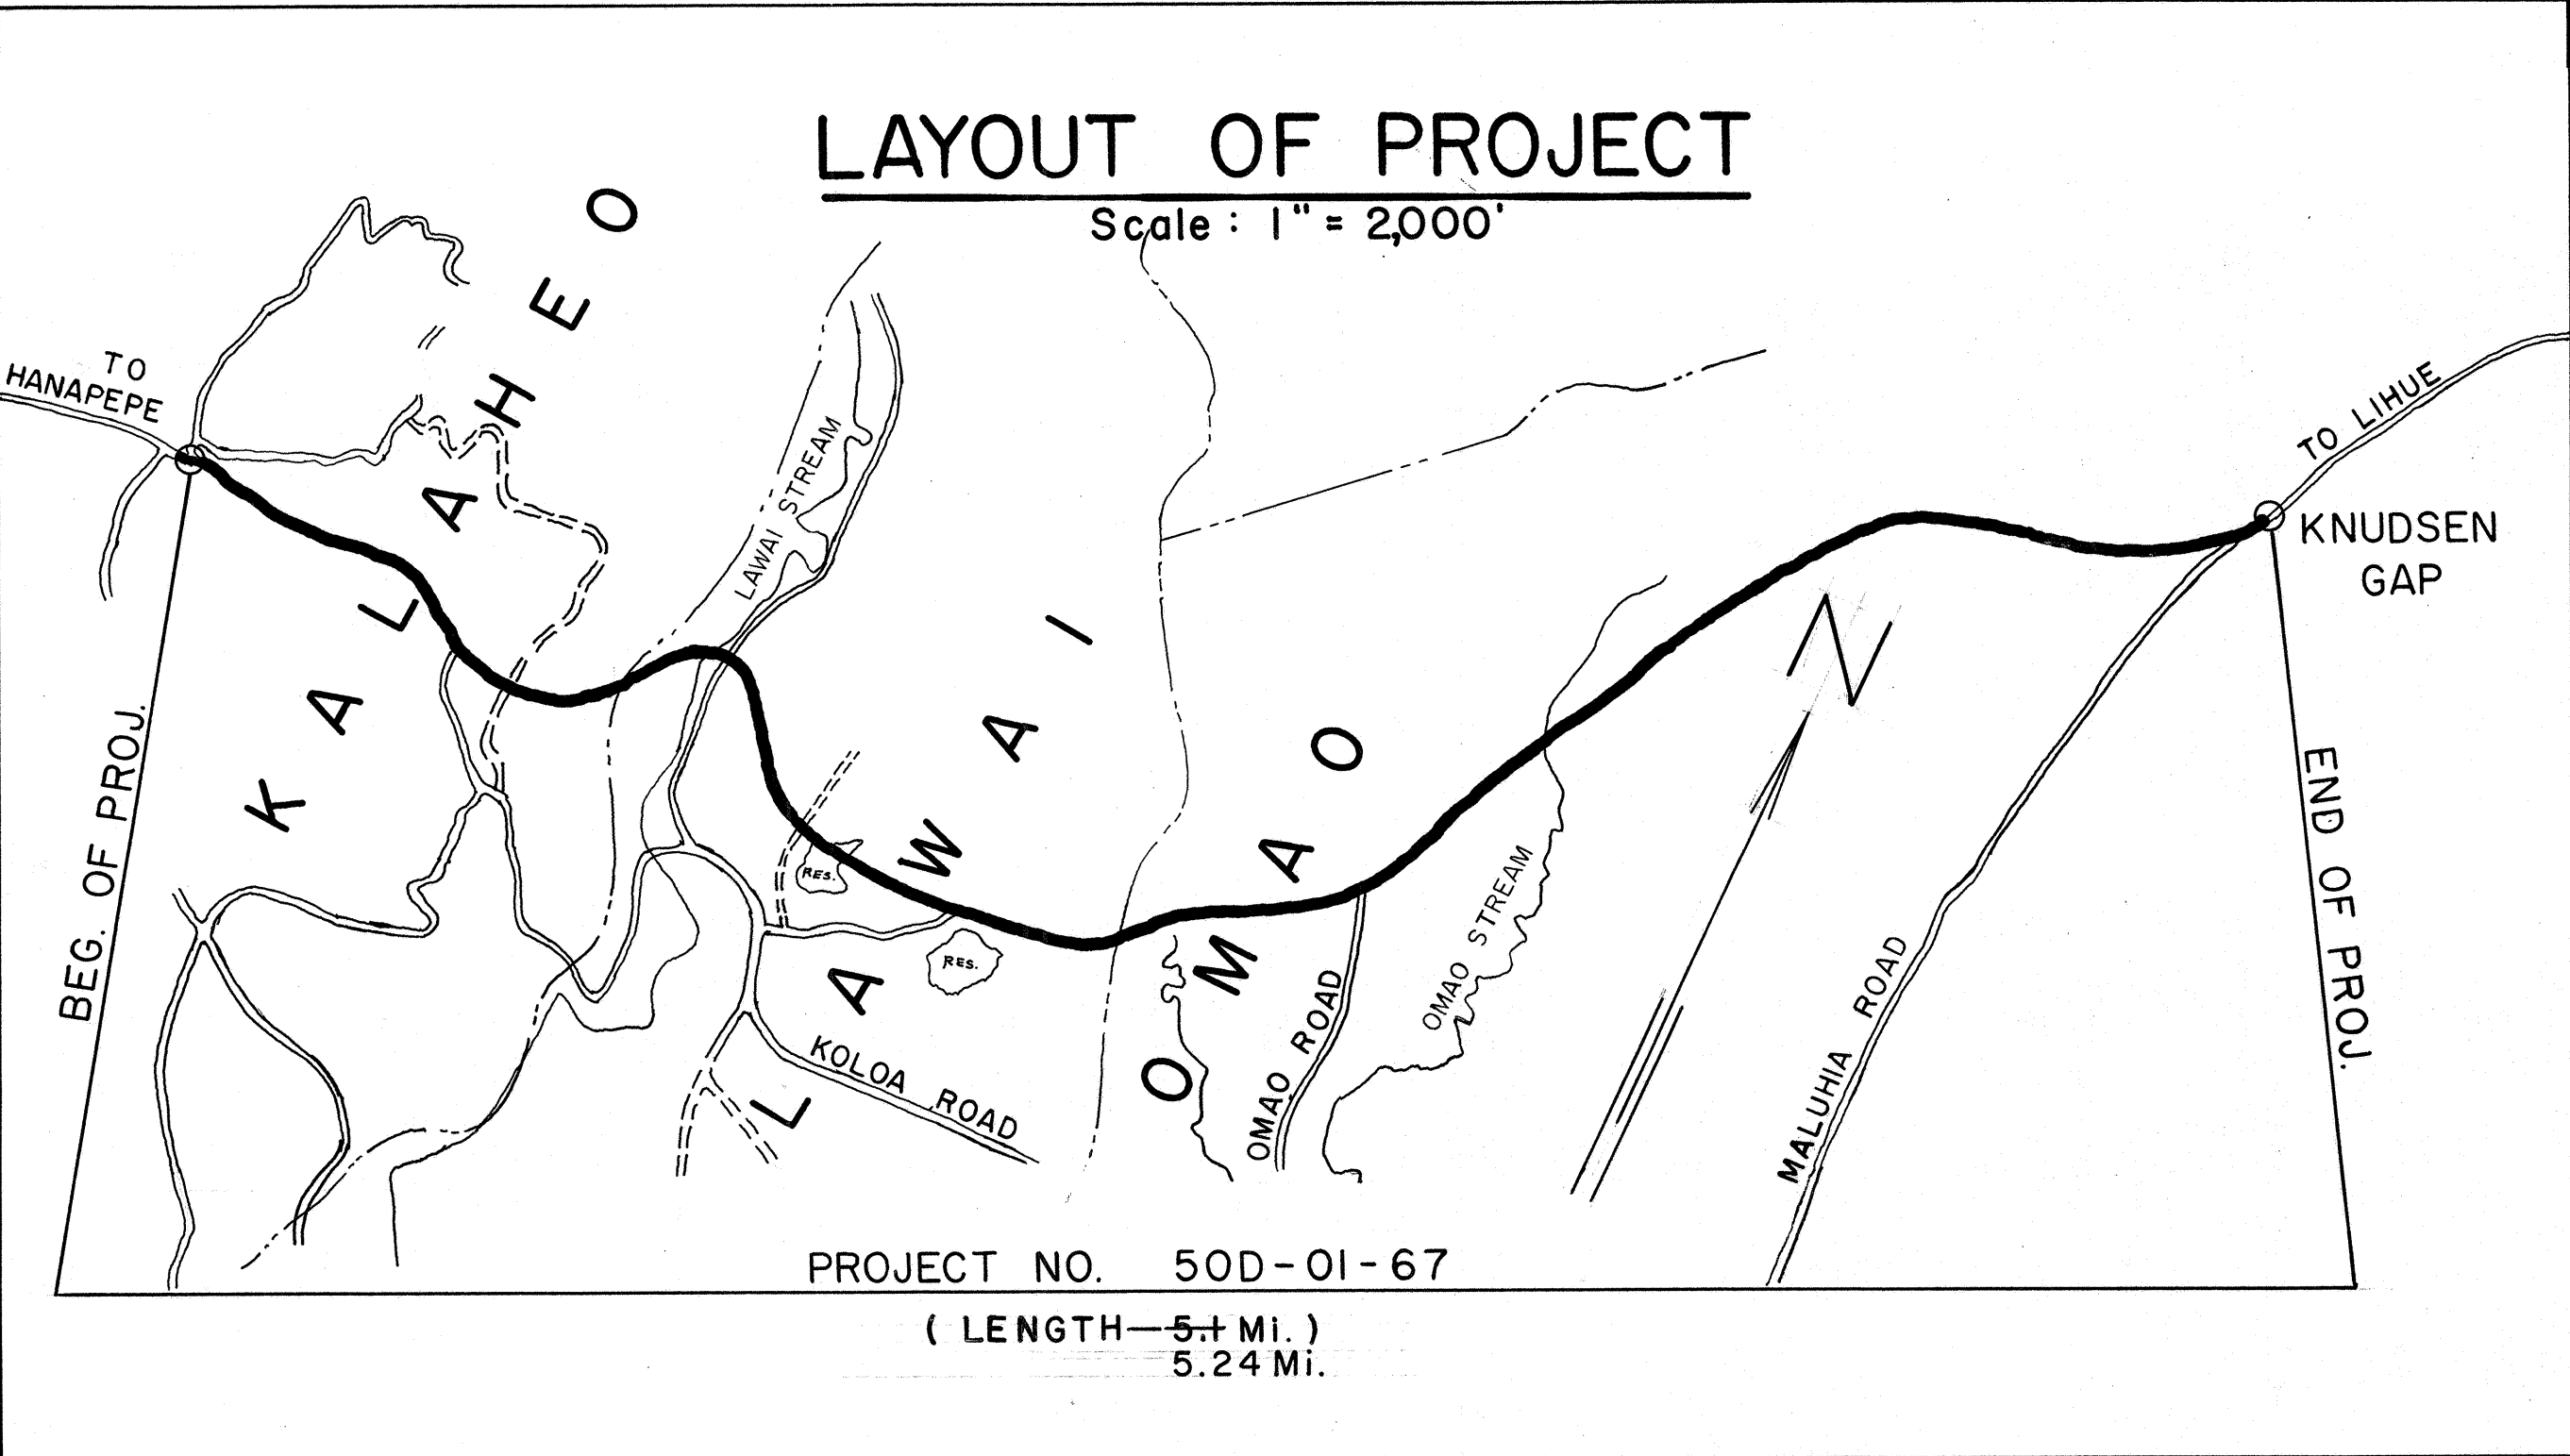 LAYOUT OF PROJECT
Scale : 1" = 2,000'
TO
HANAPEPE
KALAHEO
LAWAI STREAM
TO LIHUE
KNUDSEN
GAP
N
LAWAI
OMAO
RES.
RES.
KOLOA ROAD
OMAO ROAD
OMAO STREAM
MALUHIA ROAD
BEG. OF PROJ.
END OF PROJ.
PROJECT NO. 50D-01-67
( LENGTH—5.1 Mi. )
5.24 Mi.